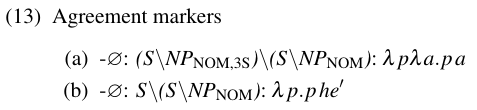 (13) Agreement markers
(a) -∅: (S\NP_NOM,3S)\(S\NP_NOM): λpλa.pa
(b) -∅: S\(S\NP_NOM): λp.phe′